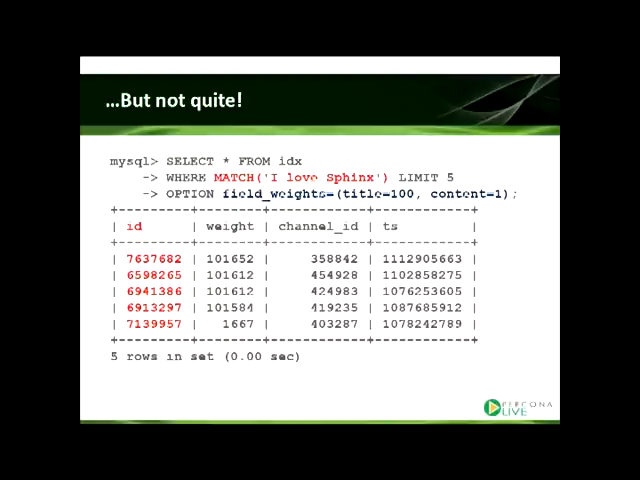 …But not quite!
mysql> SELECT * FROM idx
-> WHERE MATCH('I love Sphinx') LIMIT 5
-> OPTION field_weights=(title=100, content=1);
+---------+--------+------------+------------+
| id | weight | channel_id | ts |
+---------+--------+------------+------------+
| 7637682 | 101652 | 358842 | 1112905663 |
| 6598265 | 101612 | 454928 | 1102858275 |
| 6941386 | 101612 | 424983 | 1076253605 |
| 6913297 | 101584 | 419235 | 1087685912 |
| 7139957 | 1667 | 403287 | 1078242789 |
+---------+--------+------------+------------+
5 rows in set (0.00 sec)
PERCONA
LIVE